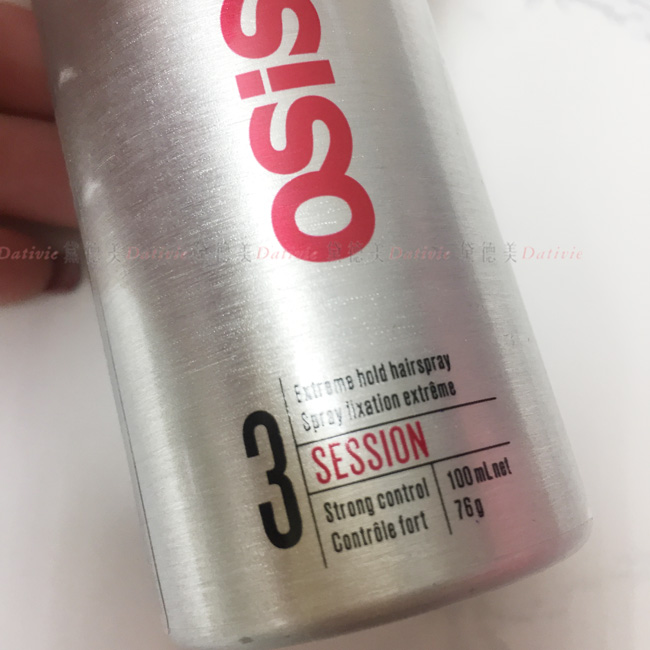 OSIS
Dativie 黛德美 Dativie 黛德美 Dativie 黛德美 Dativie 黛德美 Dativie
3
Extreme hold hairspray
Spray fixation extrême
SESSION
Strong control
Contrôle fort
100 mL net
76 g